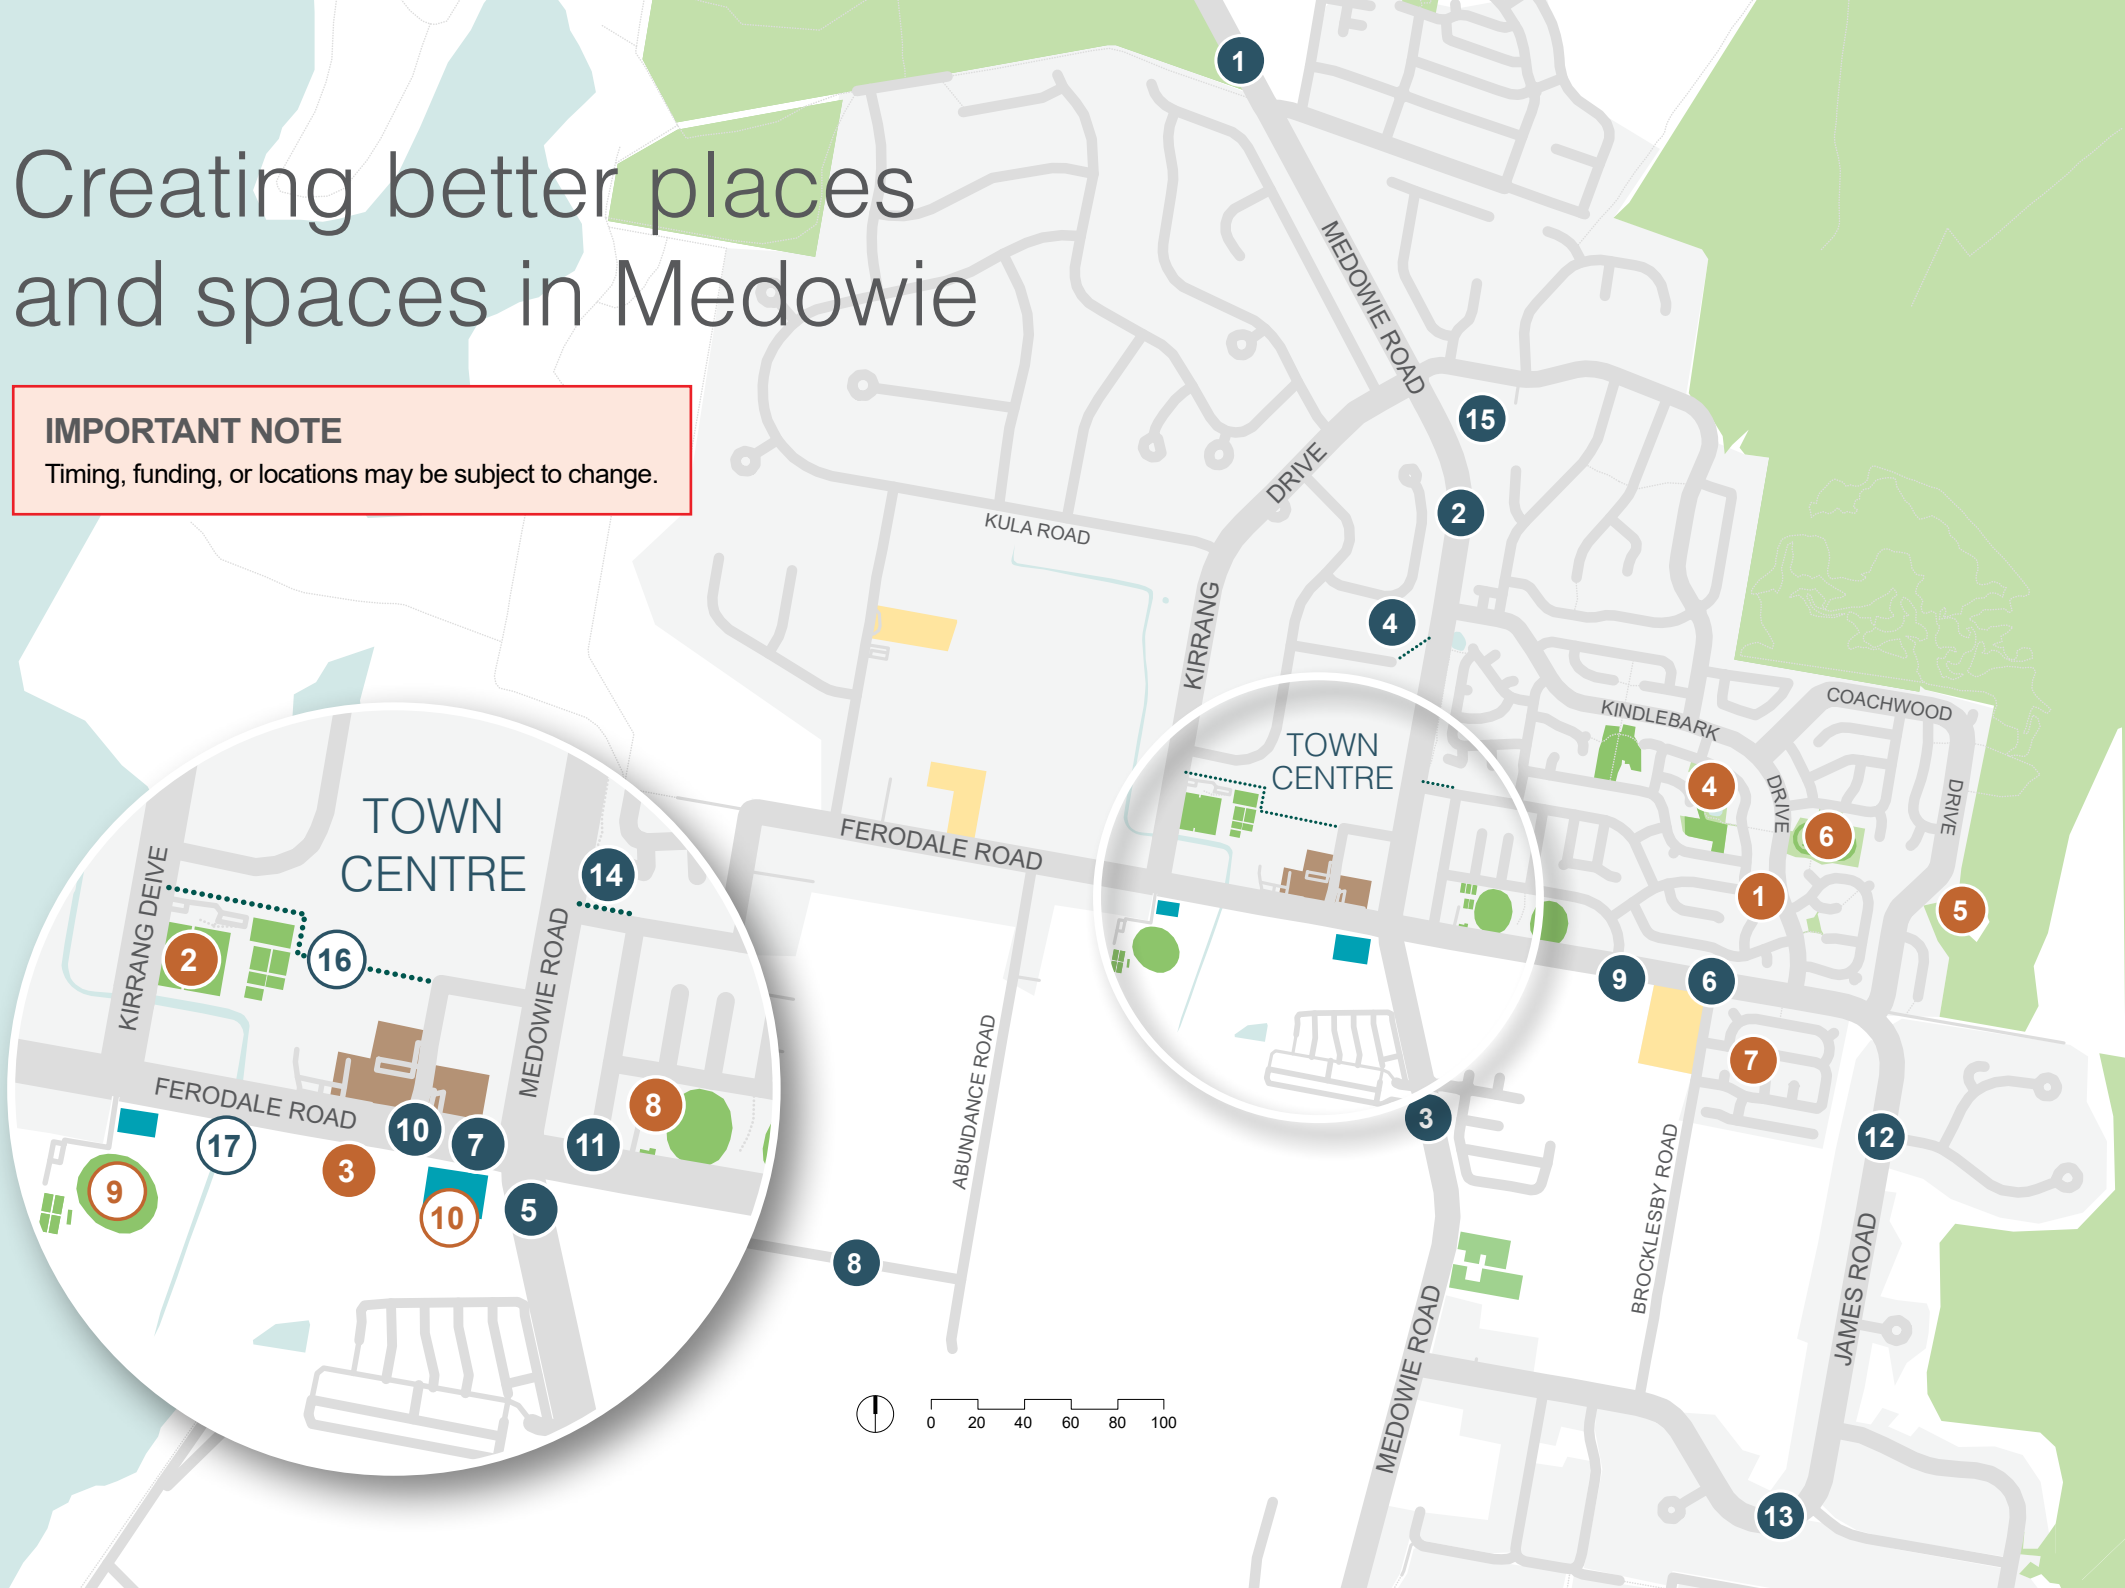 Creating better places
and spaces in Medowie
IMPORTANT NOTE
Timing, funding, or locations may be subject to change.
1
MEDOWIE ROAD
15
DRIVE
2
KULA ROAD
KIRRANG
4
COACHWOOD
KINDLEBARK
TOWN
CENTRE
4
DRIVE
DRIVE
6
FERODALE ROAD
1
5
9
6
7
3
12
ABUNDANCE ROAD
BROCKLESBY ROAD
JAMES ROAD
8
MEDOWIE ROAD
13
TOWN
CENTRE
14
KIRRANG DEIVE
2
16
MEDOWIE ROAD
FERODALE ROAD
8
10
7
11
17
3
9
10
5
0 20 40 60 80 100